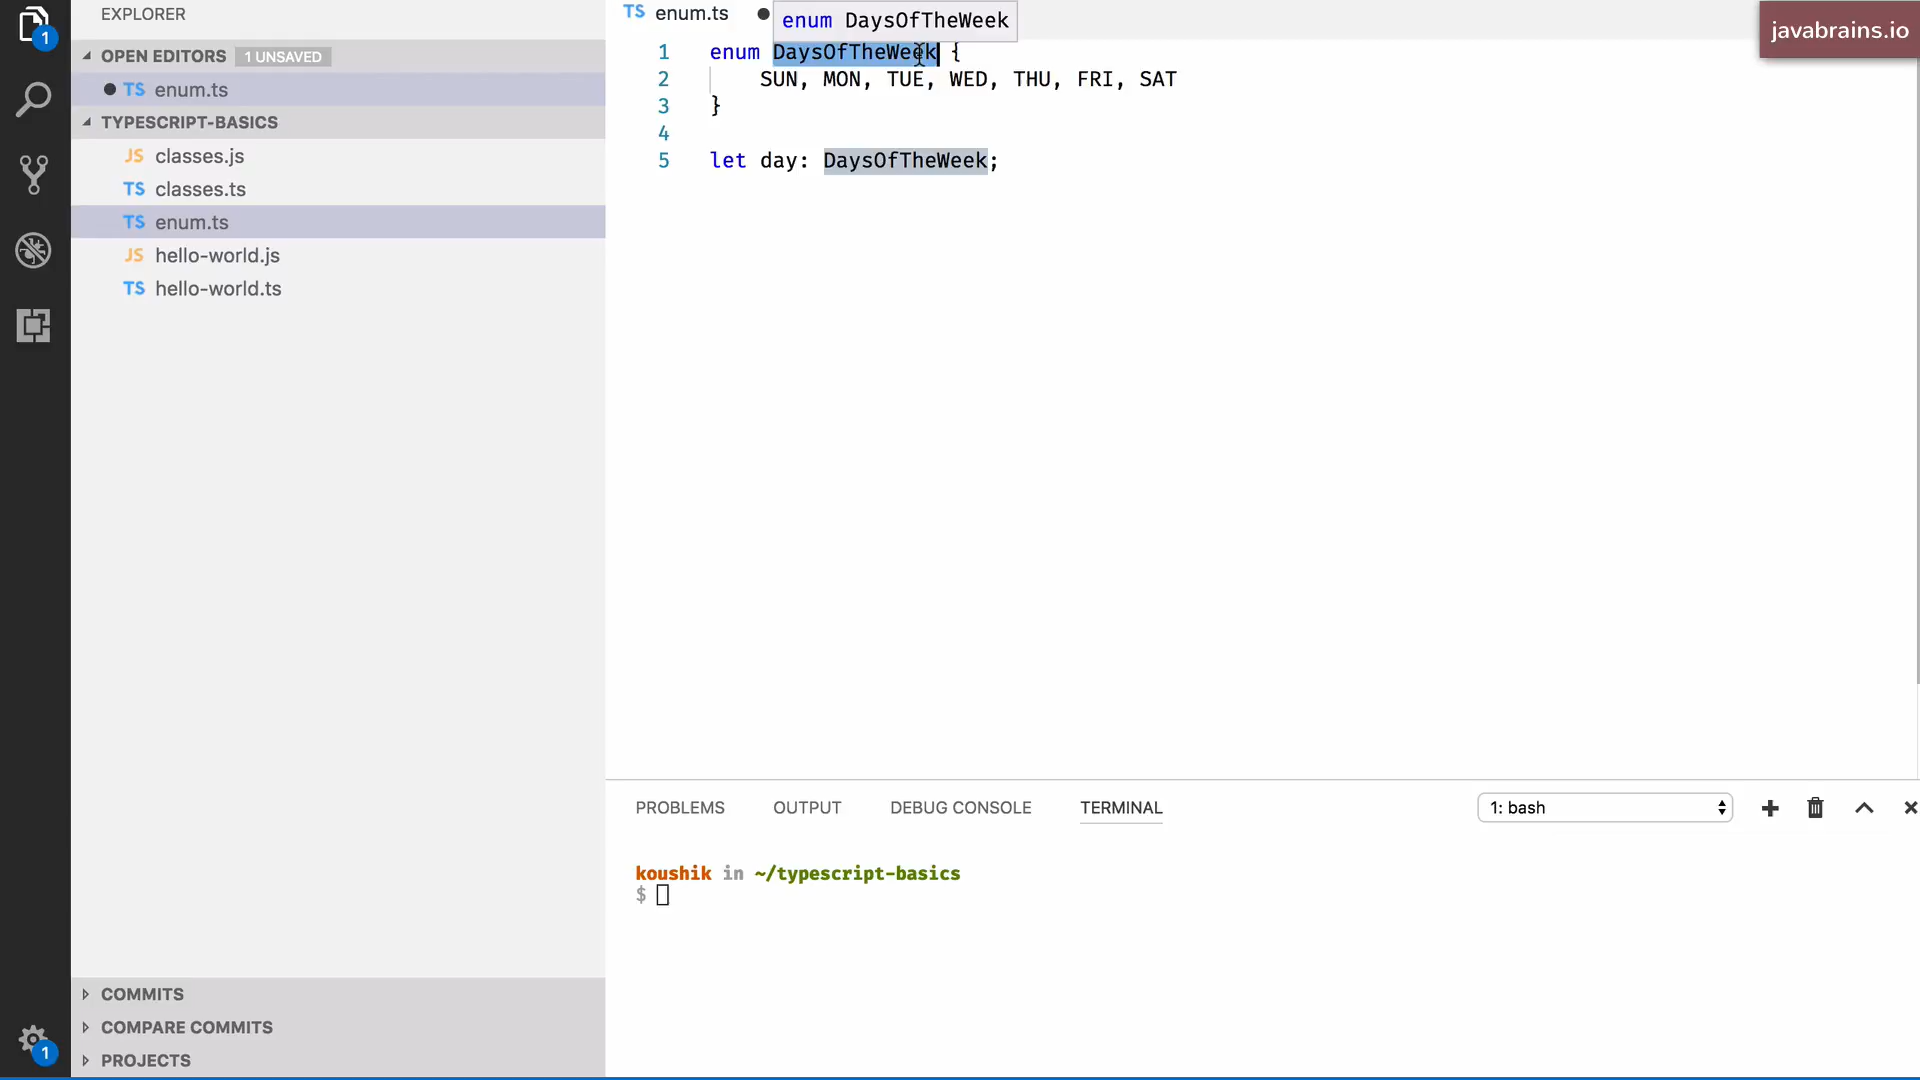 EXPLORER
OPEN EDITORS 1 UNSAVED
TS enum.ts
TYPESCRIPT-BASICS
JS classes.js
TS classes.ts
TS enum.ts
JS hello-world.js
TS hello-world.ts
COMMITS
COMPARE COMMITS
PROJECTS
1
1
TS enum.ts
enum DaysOfTheWeek
javabrains.io
1 enum DaysOfTheWeek {
2 SUN, MON, TUE, WED, THU, FRI, SAT
3 }
4
5 let day: DaysOfTheWeek;
PROBLEMS OUTPUT DEBUG CONSOLE TERMINAL 1: bash
koushik in ~/typescript-basics
$